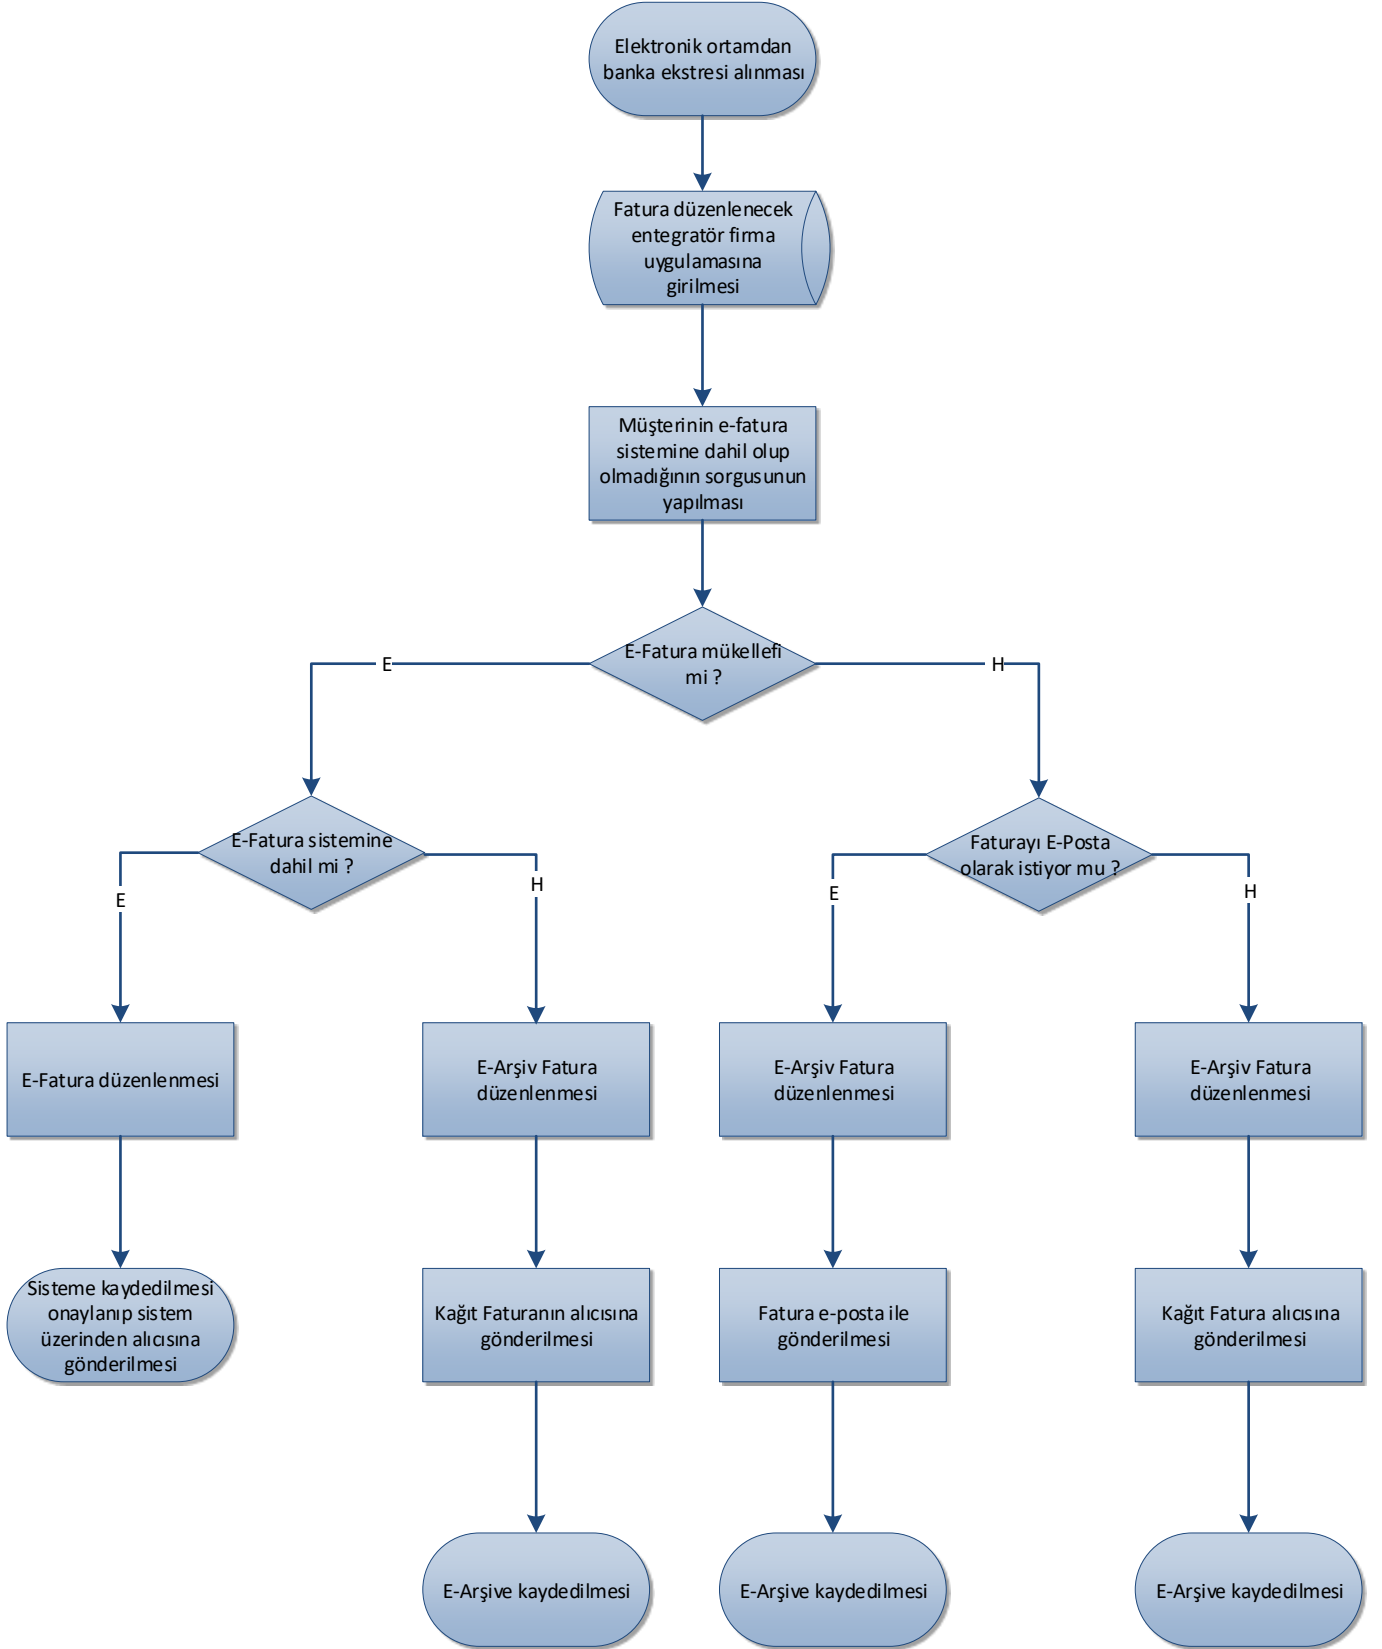 Elektronik ortamdan
banka ekstresi alınması
Fatura düzenlenecek
entegratör firma
uygulamasına
girilmesi
Müşterinin e-fatura
sistemine dahil olup
olmadığının sorgusunun
yapılması
E-Fatura mükellefi
mi ?
E
H
E-Fatura sistemine
dahil mi ?
Faturayı E-Posta
olarak istiyor mu ?
E
H
E
H
E-Fatura düzenlenmesi
E-Arşiv Fatura
düzenlenmesi
E-Arşiv Fatura
düzenlenmesi
E-Arşiv Fatura
düzenlenmesi
Sisteme kaydedilmesi
onaylanıp sistem
üzerinden alıcısına
gönderilmesi
Kağıt Faturanın alıcısına
gönderilmesi
Fatura e-posta ile
gönderilmesi
Kağıt Fatura alıcısına
gönderilmesi
E-Arşive kaydedilmesi
E-Arşive kaydedilmesi
E-Arşive kaydedilmesi